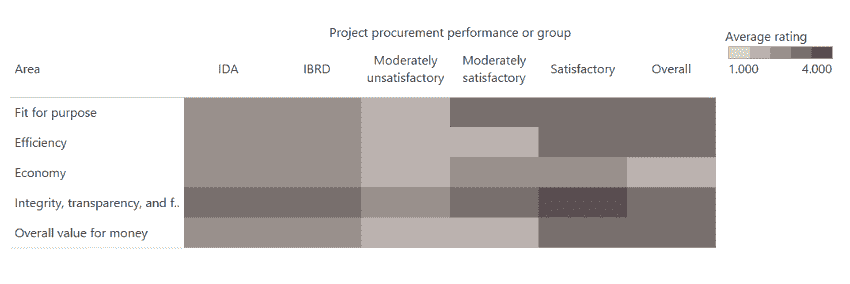 Project procurement performance or group
Average rating
1.000 4.000
Area IDA IBRD Moderately unsatisfactory Moderately satisfactory Satisfactory Overall
Fit for purpose
Efficiency
Economy
Integrity, transparency, and f..
Overall value for money